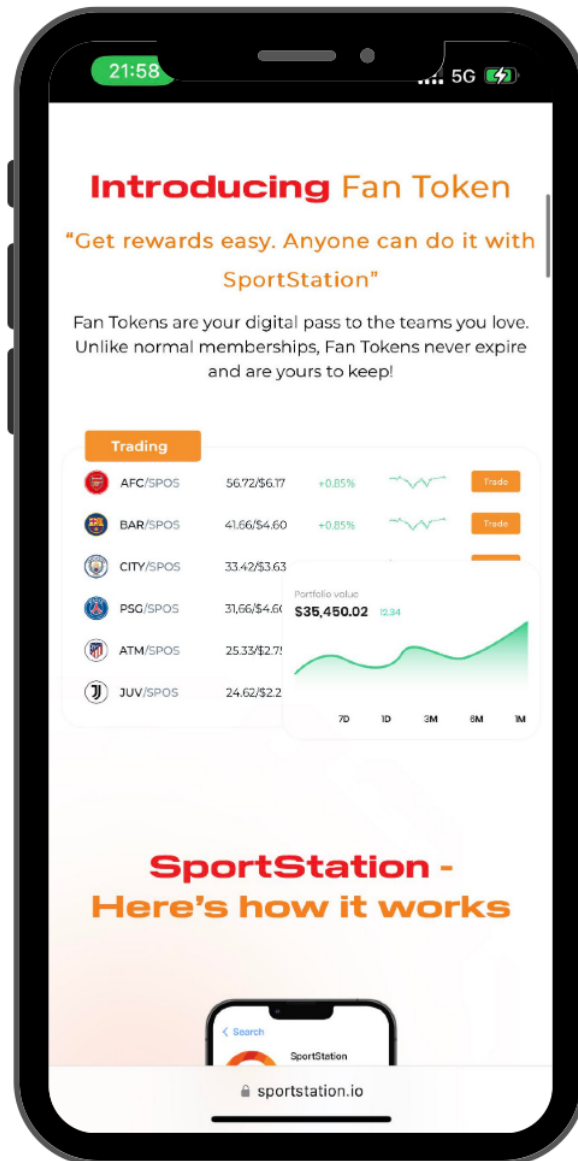 21:58
5G
Introducing Fan Token
“Get rewards easy. Anyone can do it with
SportStation”
Fan Tokens are your digital pass to the teams you love.
Unlike normal memberships, Fan Tokens never expire
and are yours to keep!
Trading
AFC/SPOS 56.72/$6.17 +0.85% Trade
BAR/SPOS 41.66/$4.60 +0.85% Trade
CITY/SPOS 33.42/$3.63
PSG/SPOS 31,66/$4.60
ATM/SPOS 25.33/$2.75
JUV/SPOS 24.62/$2.2
Portfolio value
$35,450.02 12.34
7D 1D 3M 6M 1M
SportStation -
Here’s how it works
Search
SportStation
sportstation.io